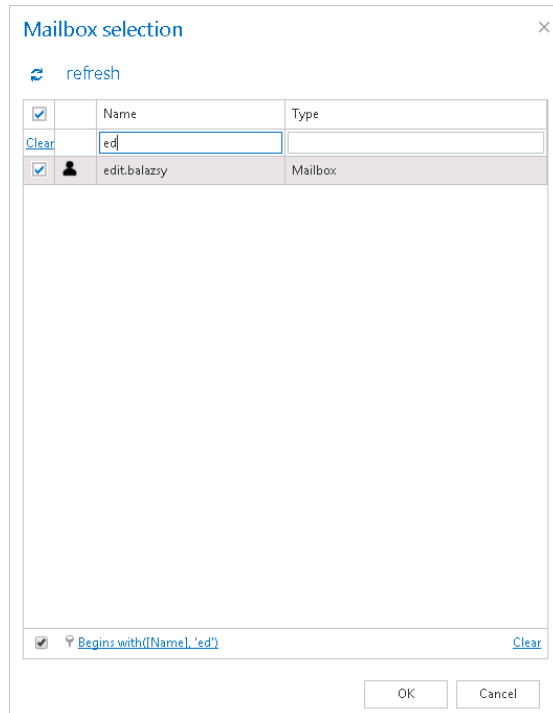 Mailbox selection
refresh
Name Type
Clear ed
edit.balazsy Mailbox
Begins with([Name], 'ed') Clear
OK Cancel